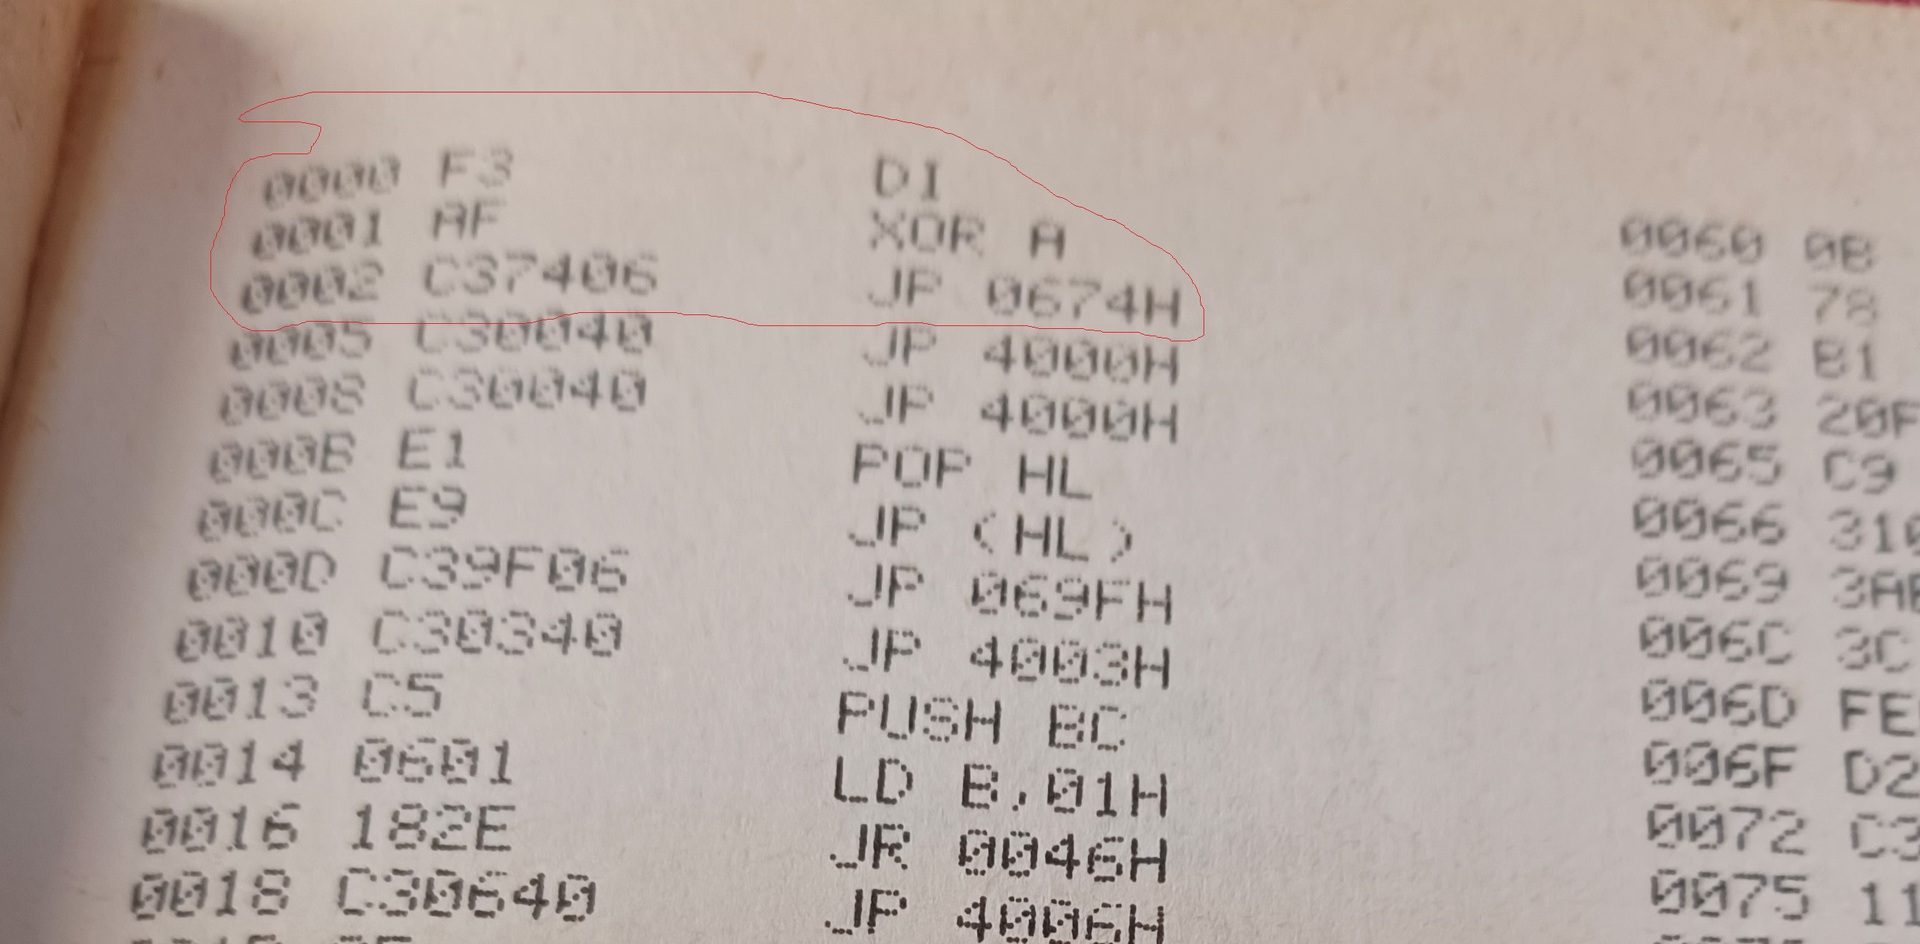 0000 F3 DI
0001 AF XOR A
0002 C37406 JP 0674H
0005 C30040 JP 4000H
0008 C30040 JP 4000H
000B E1 POP HL
000C E9 JP (HL)
000D C39F06 JP 069FH
0010 C30340 JP 4003H
0013 C5 PUSH BC
0014 0601 LD B,01H
0016 182E JR 0046H
0018 C30640 JP 4006H
0060 0B
0061 78
0062 B1
0063 20F
0065 C9
0066 310
0069 3AE
006C 3C
006D FE
006F D2
0072 C3
0075 11